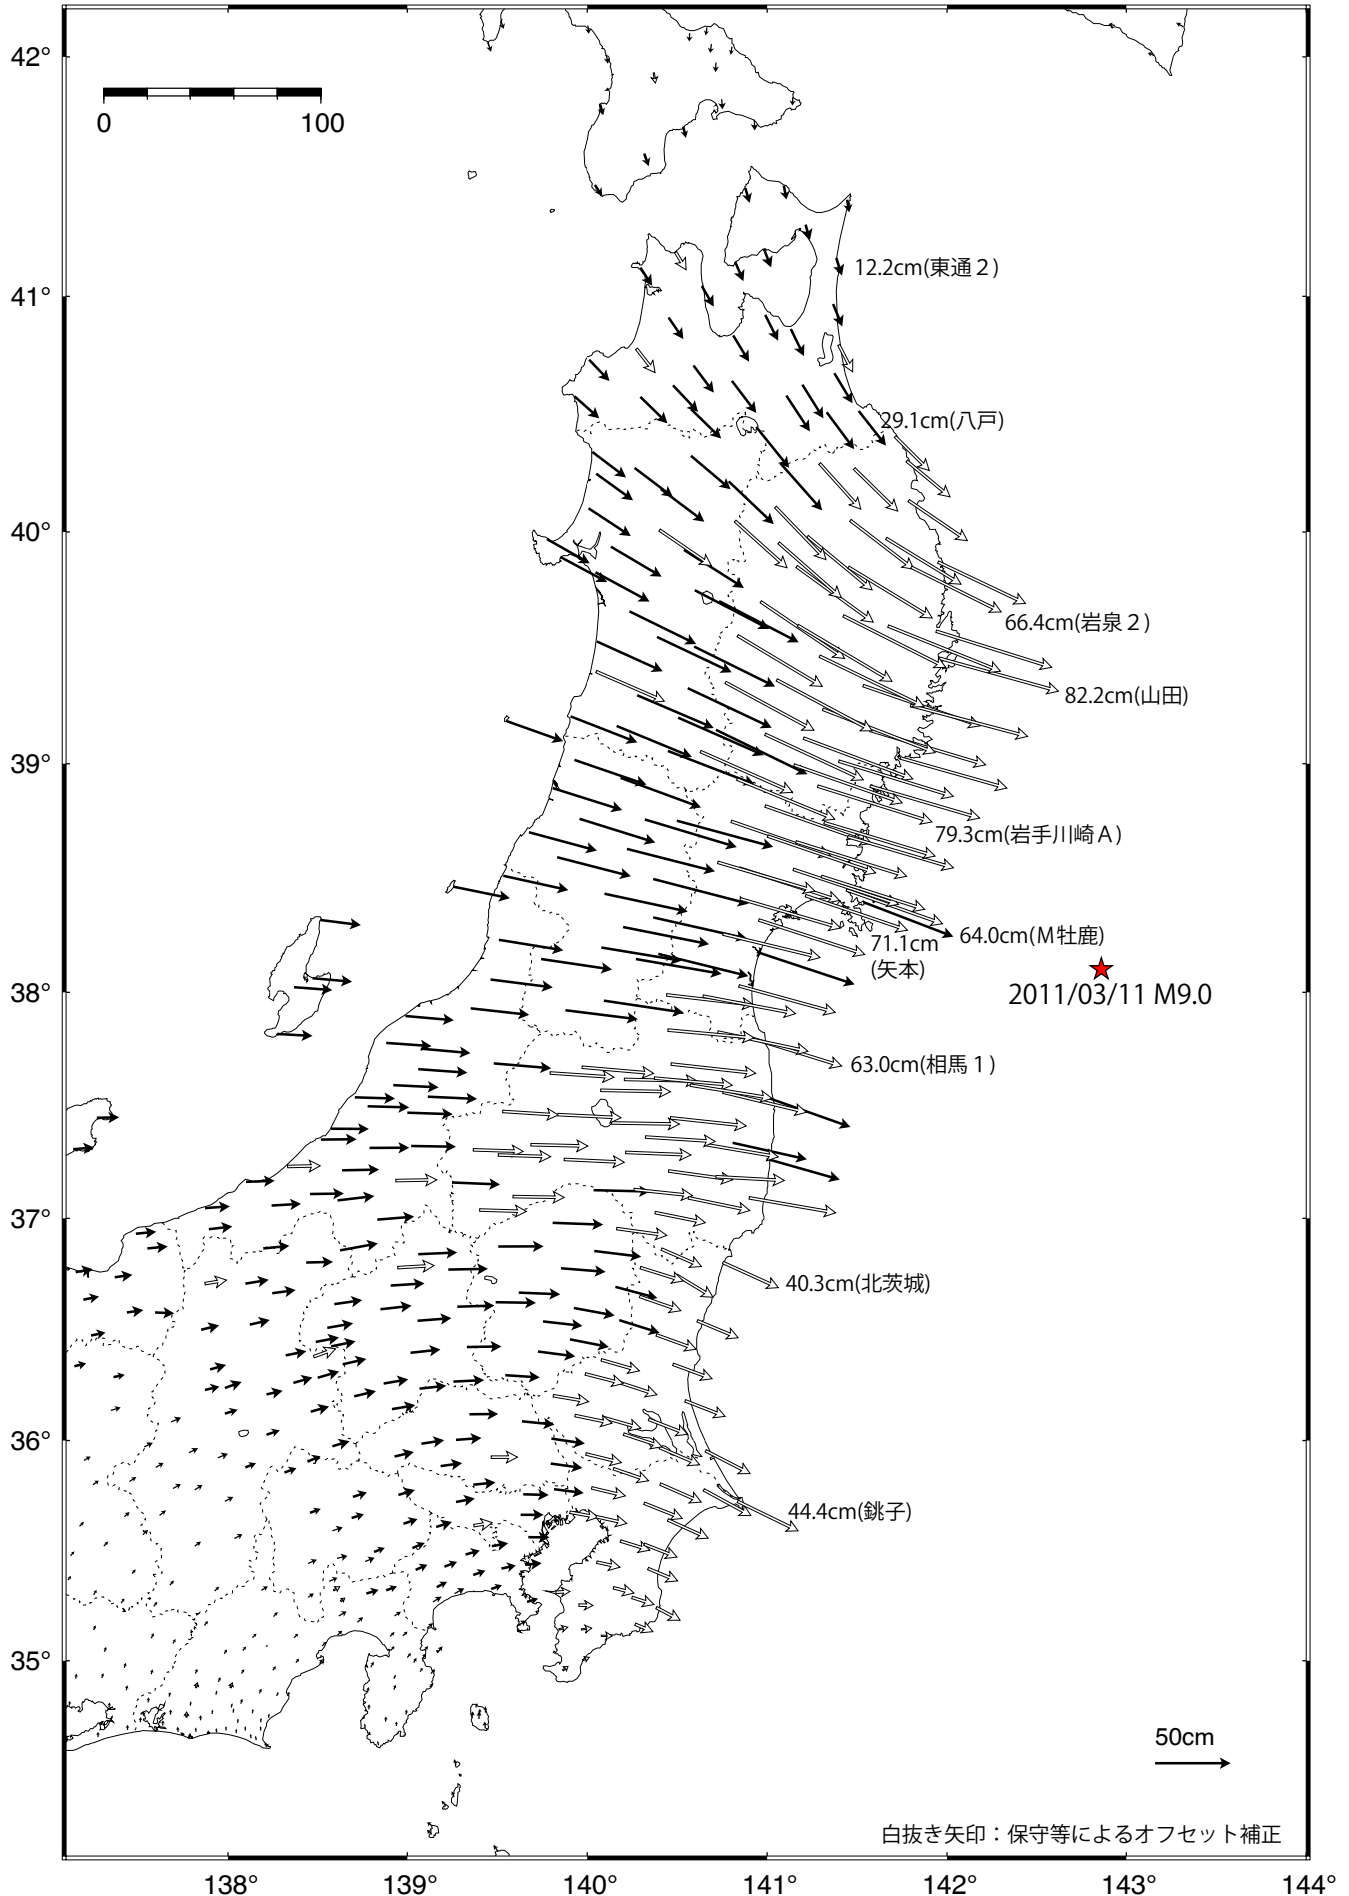 42°
0
100
41°
12.2cm(東通２)
29.1cm(八戸)
40°
66.4cm(岩泉２)
82.2cm(山田)
39°
79.3cm(岩手川崎Ａ)
64.0cm(Ｍ牡鹿)
71.1cm
(矢本)
38°
2011/03/11 M9.0
63.0cm(相馬１)
37°
40.3cm(北茨城)
36°
44.4cm(銚子)
35°
50cm
白抜き矢印：保守等によるオフセット補正
138°
139°
140°
141°
142°
143°
144°